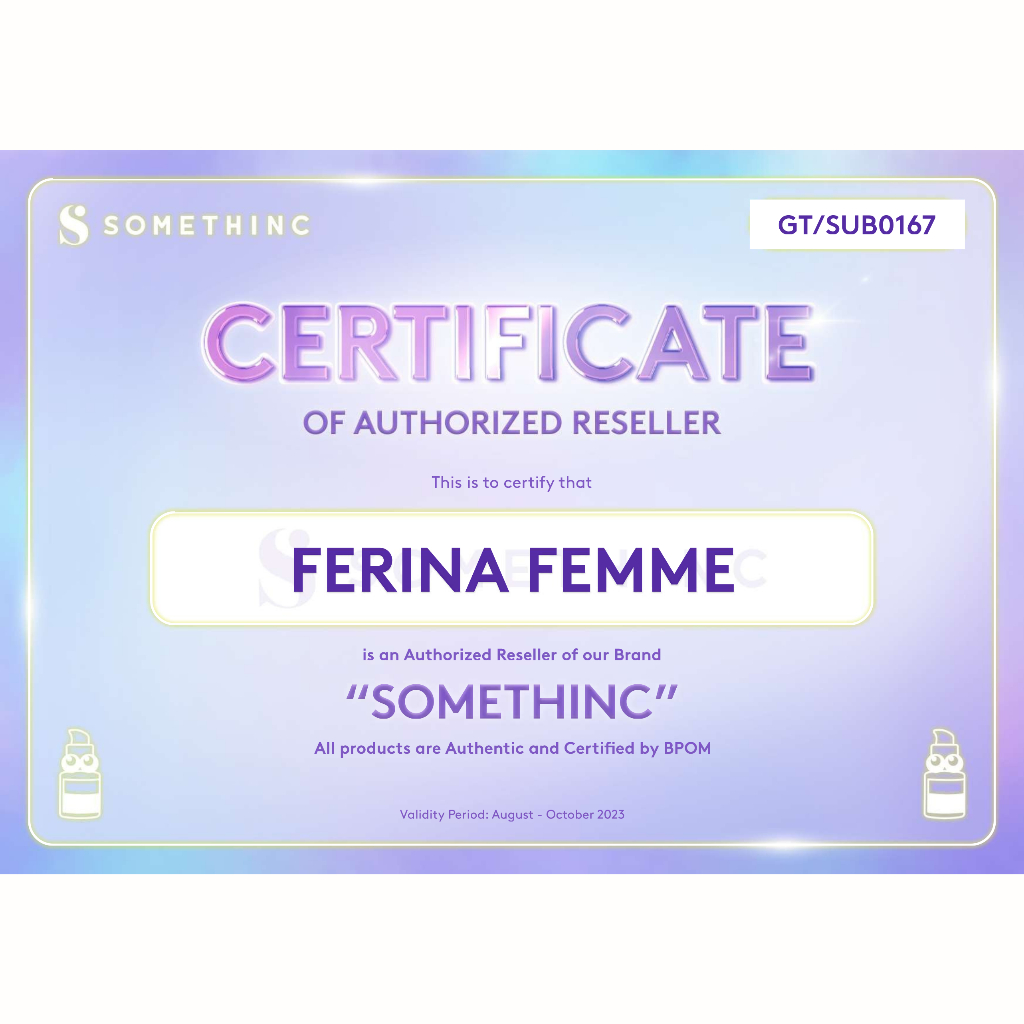 SOMETHINC
GT/SUB0167
CERTIFICATE
OF AUTHORIZED RESELLER
This is to certify that
FERINA FEMME
is an Authorized Reseller of our Brand
“SOMETHINC”
All products are Authentic and Certified by BPOM
Validity Period: August - October 2023